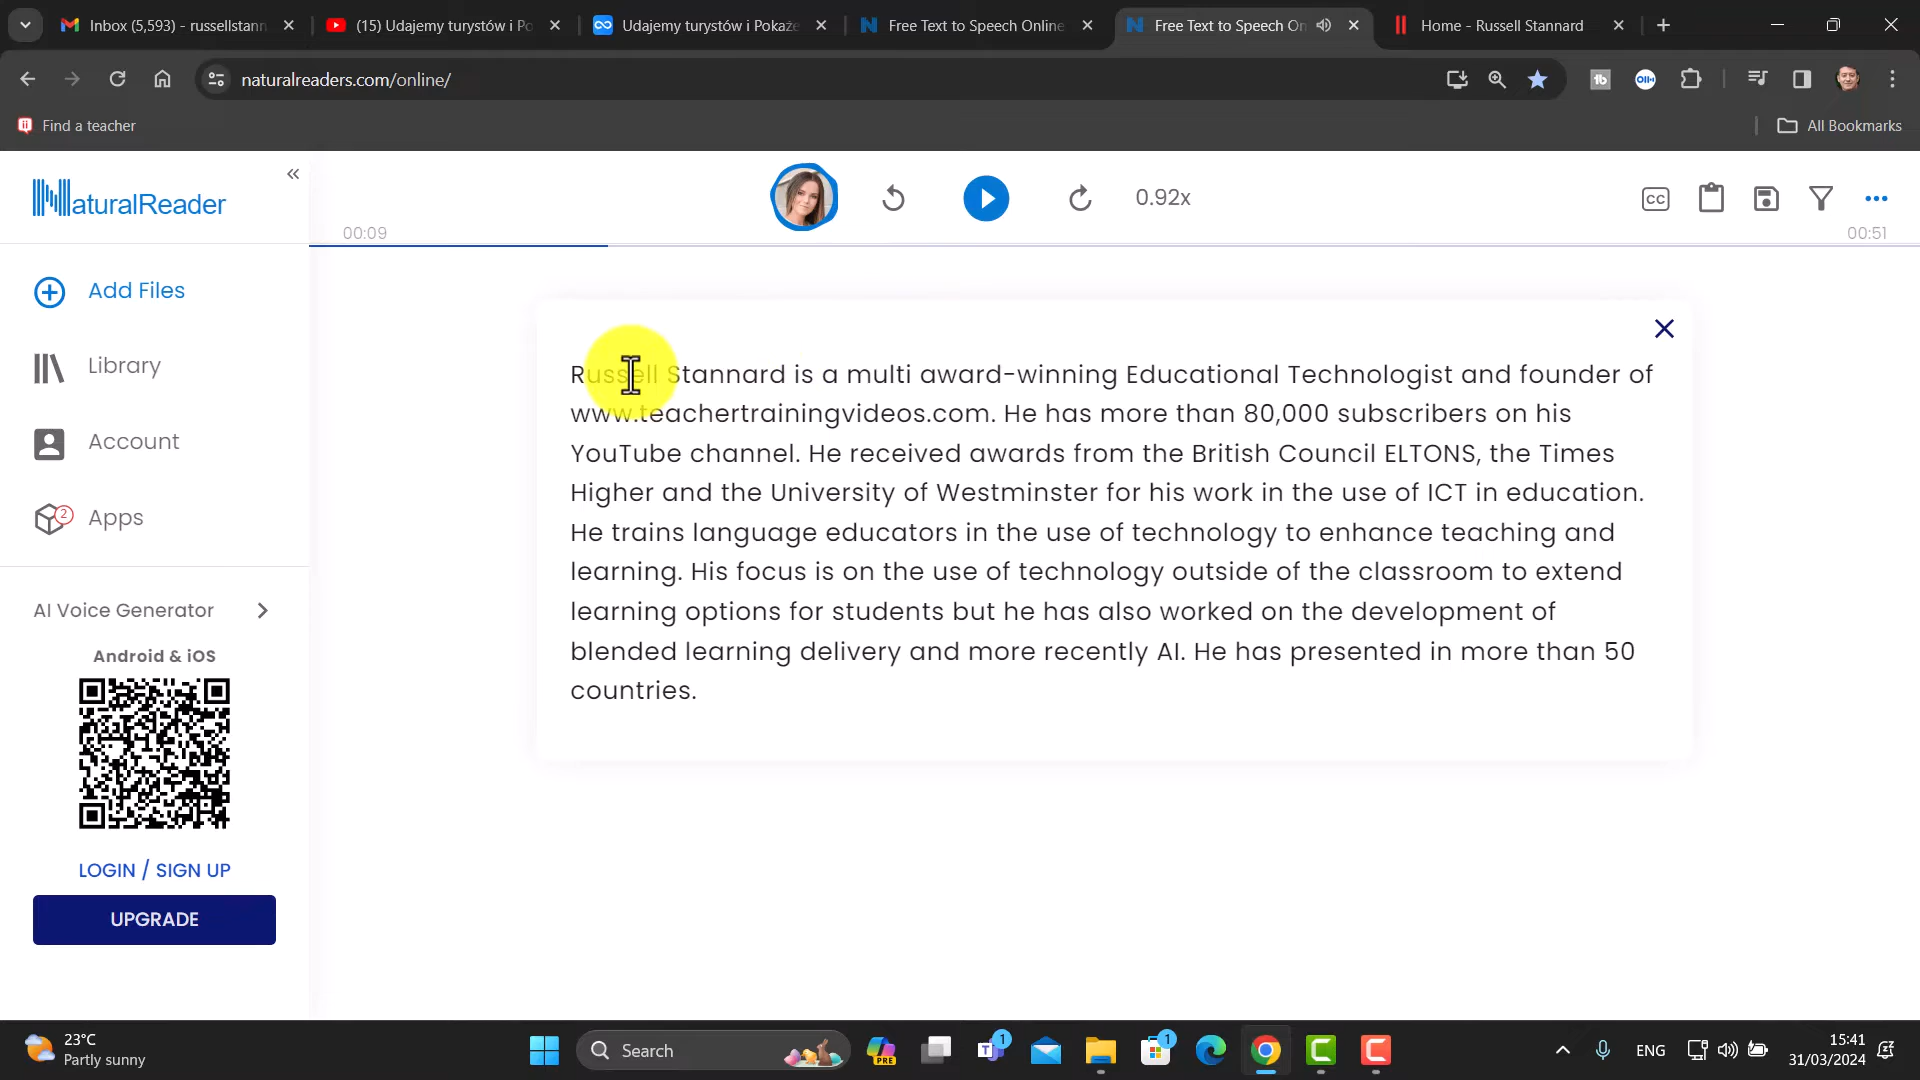 Inbox (5,593) - russellstann
(15) Udajemy turystów i Po
Udajemy turystów i Pokaże
Free Text to Speech Online
Free Text to Speech On
Home - Russell Stannard
naturalreaders.com/online/
Find a teacher
All Bookmarks
NaturalReader
0.92x
CC
00:09
00:51
Add Files
Library
Account
2
Apps
AI Voice Generator
Android & iOS
LOGIN / SIGN UP
UPGRADE
Russell Stannard is a multi award-winning Educational Technologist and founder of
www.teachertrainingvideos.com. He has more than 80,000 subscribers on his
YouTube channel. He received awards from the British Council ELTONS, the Times
Higher and the University of Westminster for his work in the use of ICT in education.
He trains language educators in the use of technology to enhance teaching and
learning. His focus is on the use of technology outside of the classroom to extend
learning options for students but he has also worked on the development of
blended learning delivery and more recently AI. He has presented in more than 50
countries.
23°C
Partly sunny
Search
PRE
1
1
ENG
15:41
31/03/2024